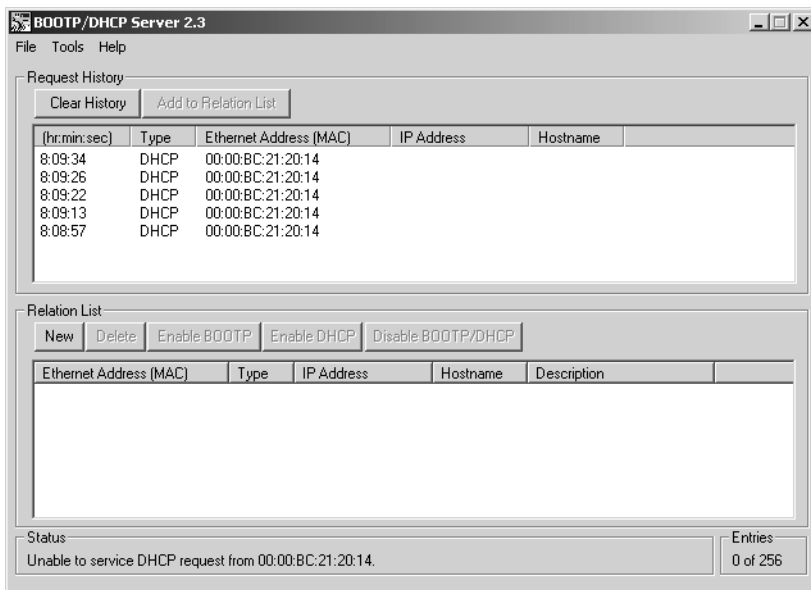 BOOTP/DHCP Server 2.3
File Tools Help
Request History
Clear History Add to Relation List
(hr:min:sec) Type Ethernet Address (MAC) IP Address Hostname
8:09:34 DHCP 00:00:BC:21:20:14
8:09:26 DHCP 00:00:BC:21:20:14
8:09:22 DHCP 00:00:BC:21:20:14
8:09:13 DHCP 00:00:BC:21:20:14
8:08:57 DHCP 00:00:BC:21:20:14
Relation List
New Delete Enable BOOTP Enable DHCP Disable BOOTP/DHCP
Ethernet Address (MAC) Type IP Address Hostname Description
Status
Unable to service DHCP request from 00:00:BC:21:20:14.
Entries
0 of 256